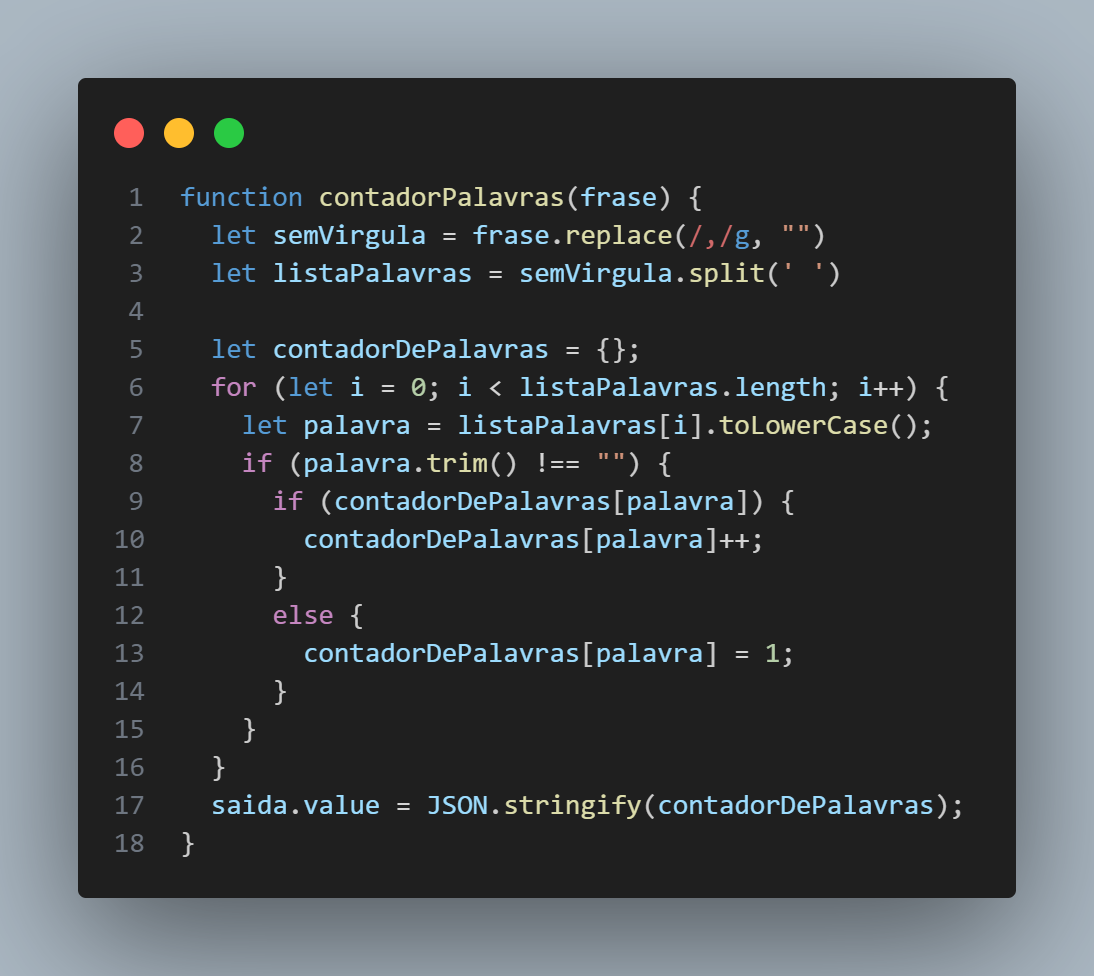 1 function contadorPalavras(frase) {
2   let semVirgula = frase.replace(/,/g, "")
3   let listaPalavras = semVirgula.split(' ')
4
5   let contadorDePalavras = {};
6   for (let i = 0; i < listaPalavras.length; i++) {
7     let palavra = listaPalavras[i].toLowerCase();
8     if (palavra.trim() !== "") {
9       if (contadorDePalavras[palavra]) {
10         contadorDePalavras[palavra]++;
11       }
12       else {
13         contadorDePalavras[palavra] = 1;
14       }
15     }
16   }
17   saida.value = JSON.stringify(contadorDePalavras);
18 }